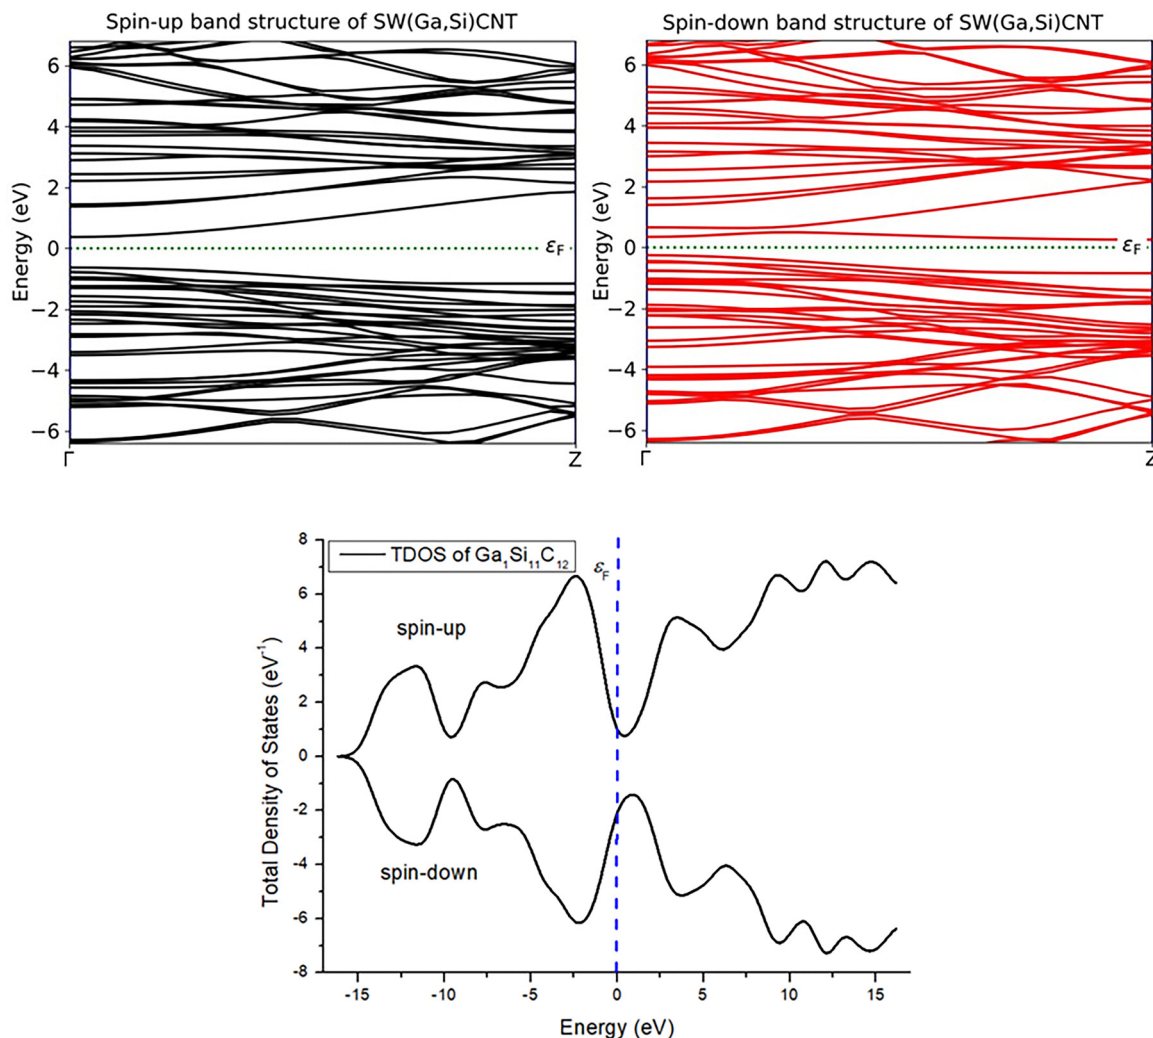 Spin-up band structure of SW(Ga,Si)CNT
Energy (eV)
6
4
2
0
−2
−4
−6
εF
Γ
Z
Spin-down band structure of SW(Ga,Si)CNT
Energy (eV)
6
4
2
0
−2
−4
−6
εF
Γ
Z
TDOS of Ga₁Si₁₁C₁₂
εF
spin-up
spin-down
Total Density of States (eV⁻¹)
8
6
4
2
0
-2
-4
-6
-8
-15 -10 -5 0 5 10 15
Energy (eV)